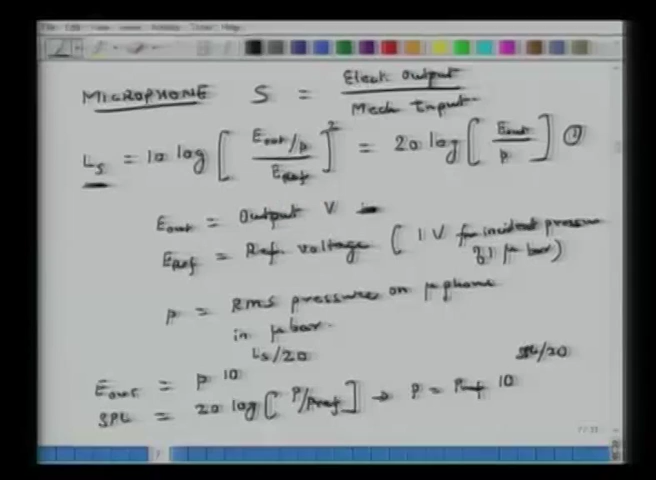 MICROPHONE S = Elect Output / Mech Input
Ls = 10 log [ (Eout/p) / Eref ]² = 20 log [ Eout / p ] ①
Eout = Output V
Eref = Ref. voltage ( 1 V for incident pressure
of 1 μ bar )
p = RMS pressure on μphone
in μ bar.
Eout = p 10^(Ls/20)
SPL = 20 log [ P/Pref ] → P = Pref 10^(SPL/20)